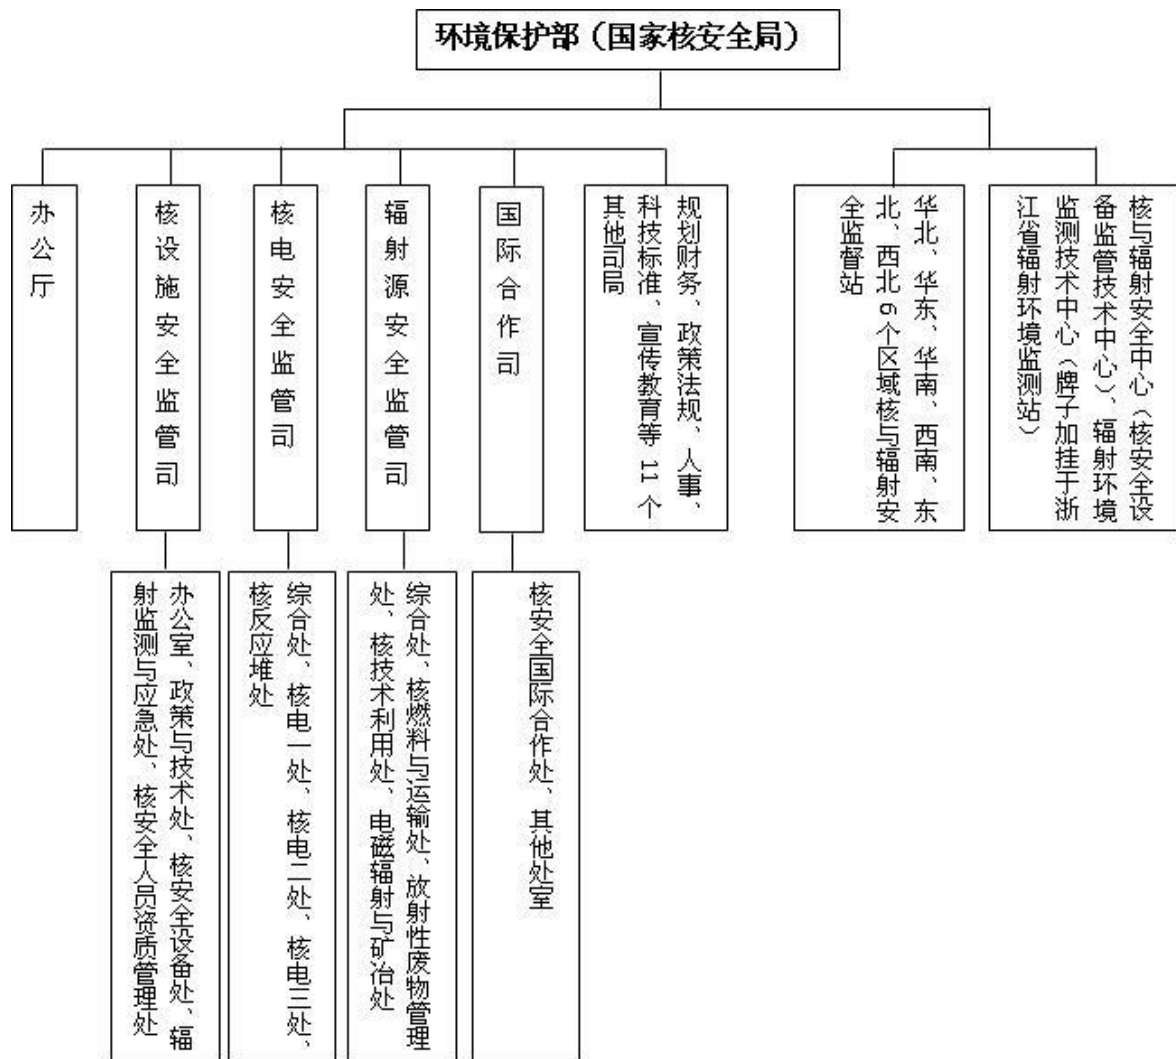 环境保护部（国家核安全局）
办公厅
核设施安全监管司
核电安全监管司
辐射源安全监管司
国际合作司
规划财务、政策法规、人事、
科技标准、宣传教育等 11 个
其他司局
华北、华东、华南、西南、东
北、西北 6 个区域核与辐射安
全监督站
核与辐射安全中心（核安全设
备监管技术中心）、辐射环境
监测技术中心（牌子加挂于浙
江省辐射环境监测站）
办公室、政策与技术处、核安全设备处、辐
射监测与应急处、核安全人员资质管理处
综合处、核电一处、核电二处、核电三处、
核反应堆处
综合处、核燃料与运输处、放射性废物管理
处、核技术利用处、电磁辐射与矿冶处
核安全国际合作处、其他处室